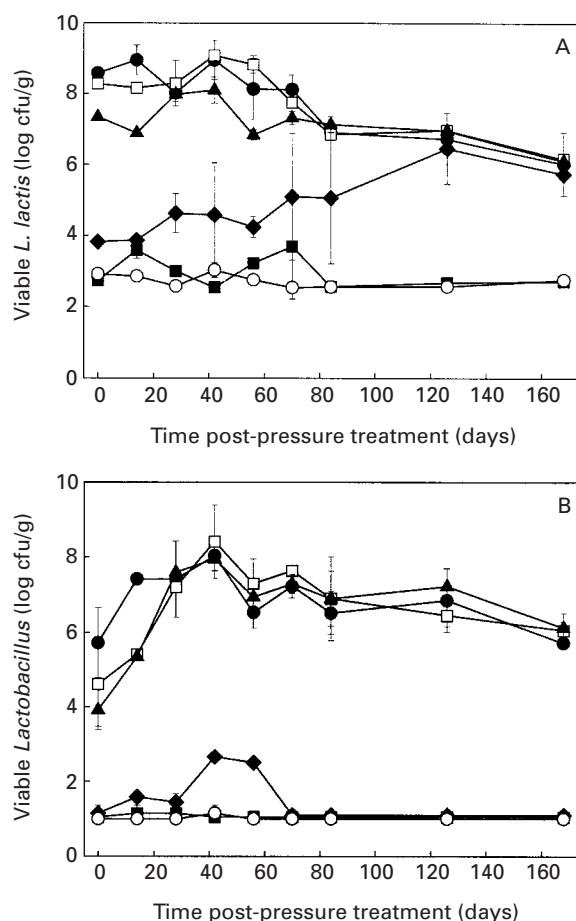 A
10
8
6
4
2
0
Viable L. lactis (log cfu/g)
0 20 40 60 80 100 120 140 160
Time post-pressure treatment (days)
B
10
8
6
4
2
0
Viable Lactobacillus (log cfu/g)
0 20 40 60 80 100 120 140 160
Time post-pressure treatment (days)